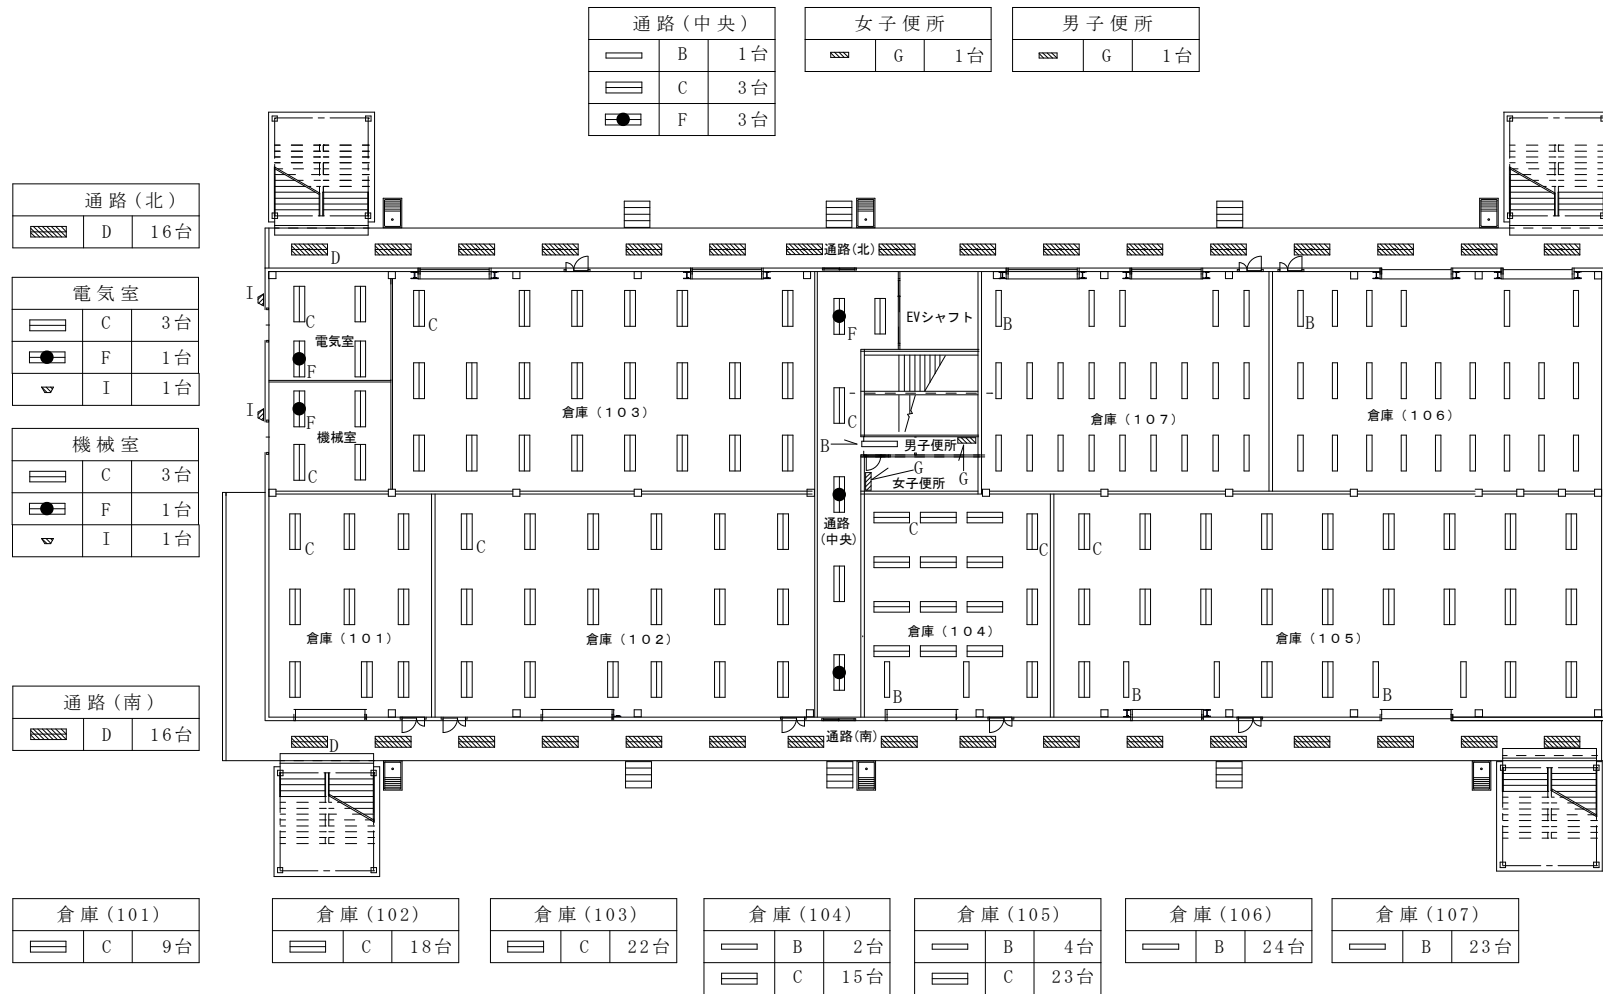 通路(中央)
B 1台
C 3台
F 3台
女子便所
G 1台
男子便所
G 1台
通路(北)
D 16台
電気室
C 3台
F 1台
I 1台
機械室
C 3台
F 1台
I 1台
通路(南)
D 16台
D
通路(北)
I
C
電気室
F
I
F
機械室
C
C
倉庫(103)
F
EVシャフト
C
B
男子便所
G
G
女子便所
B
倉庫(107)
B
倉庫(106)
C
倉庫(101)
C
倉庫(102)
通路
(中央)
C
C
倉庫(104)
B
C
倉庫(105)
B
B
D
通路(南)
倉庫(101)
C 9台
倉庫(102)
C 18台
倉庫(103)
C 22台
倉庫(104)
B 2台
C 15台
倉庫(105)
B 4台
C 23台
倉庫(106)
B 24台
倉庫(107)
B 23台